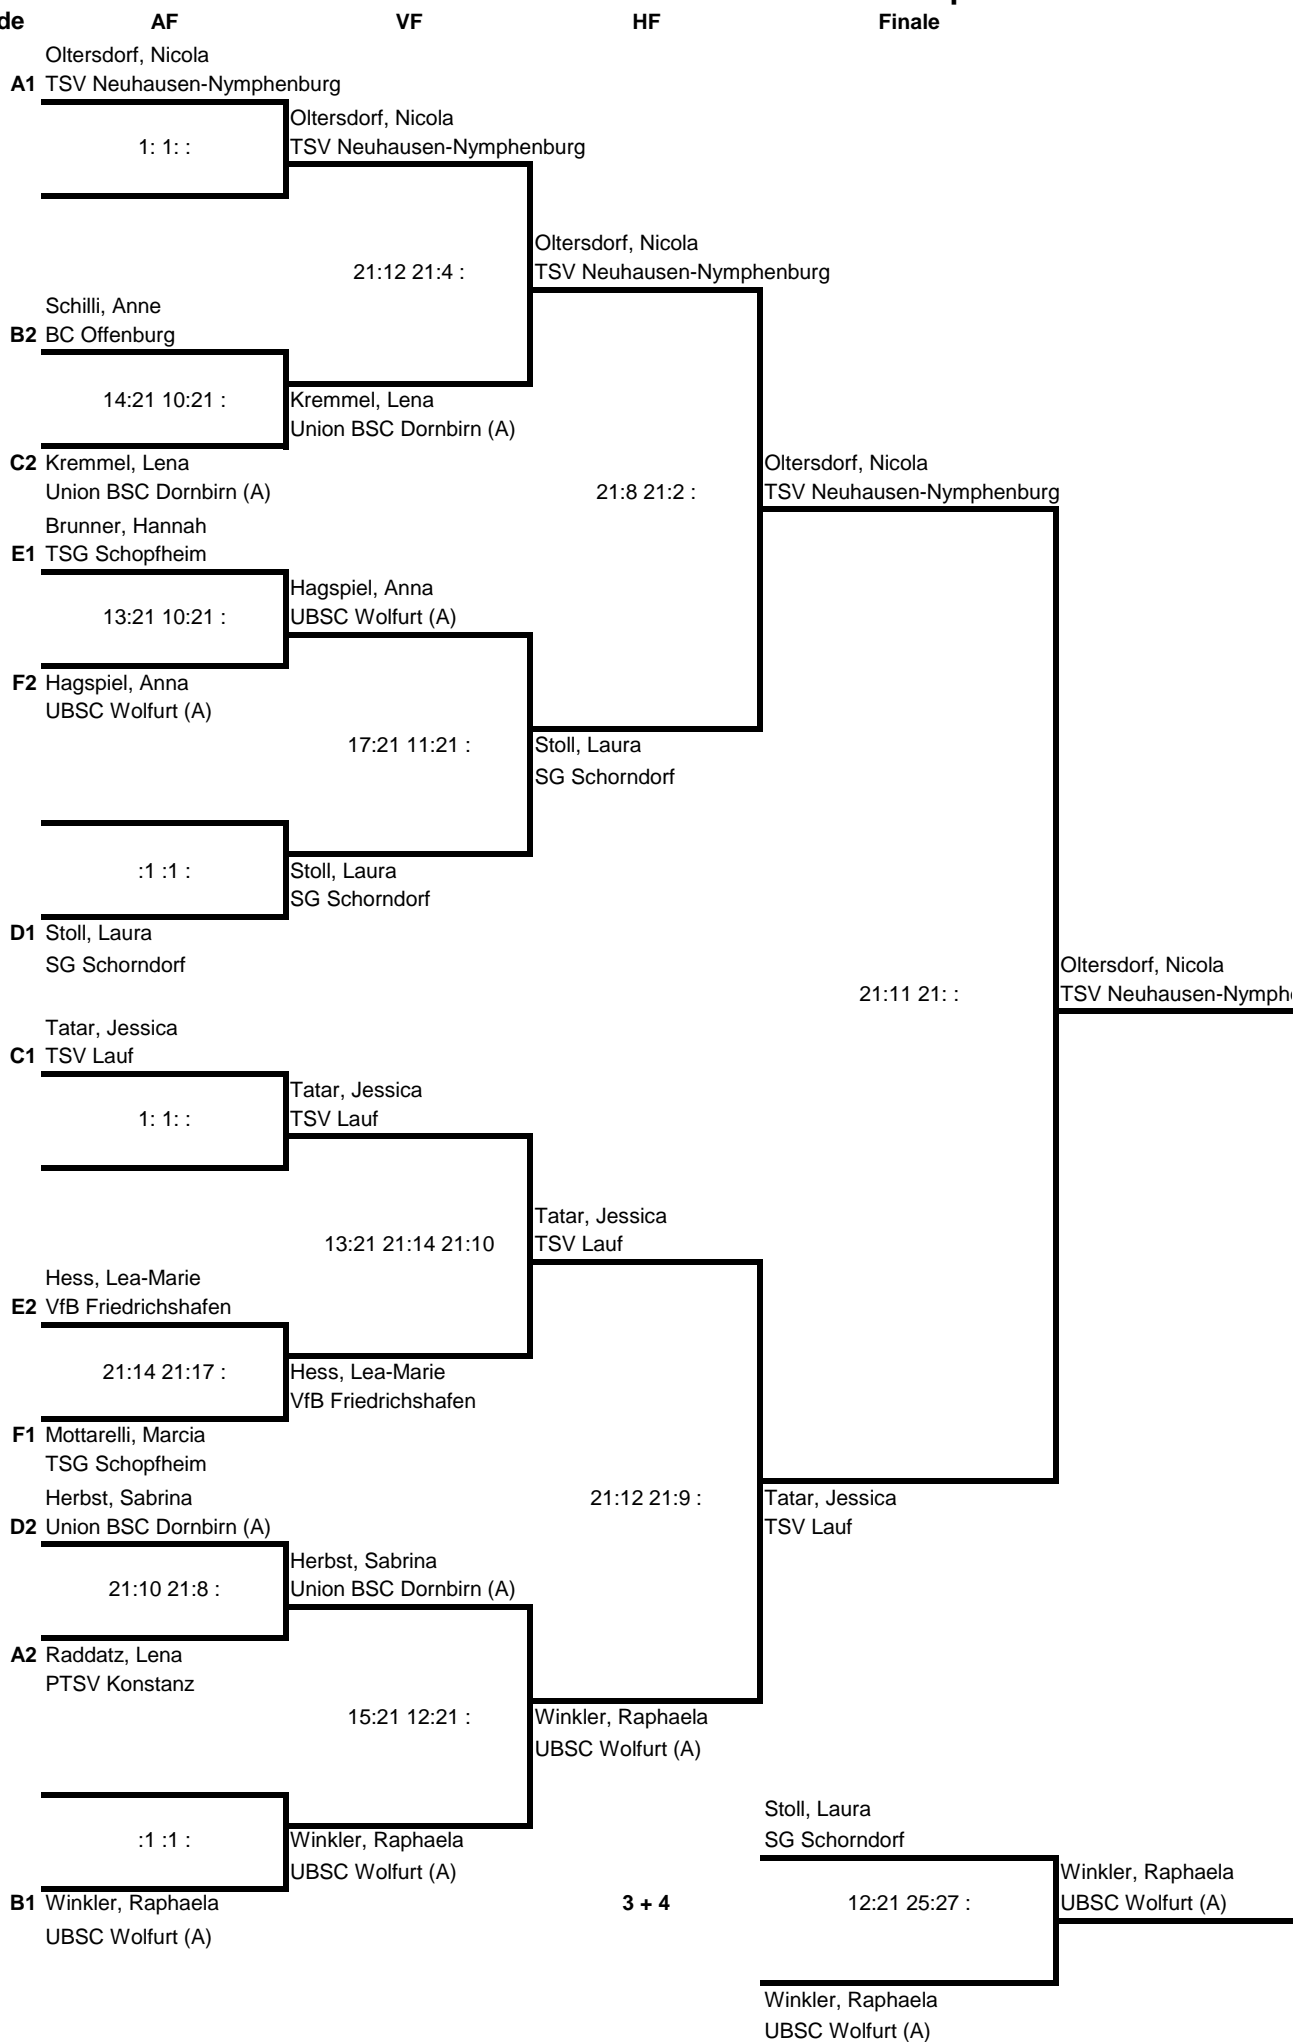 de AF VF HF Finale
Oltersdorf, Nicola
A1 TSV Neuhausen-Nymphenburg
Oltersdorf, Nicola
1: 1: : TSV Neuhausen-Nymphenburg
Oltersdorf, Nicola
21:12 21:4 : TSV Neuhausen-Nymphenburg
Schilli, Anne
B2 BC Offenburg
14:21 10:21 : Kremmel, Lena
Union BSC Dornbirn (A)
C2 Kremmel, Lena Oltersdorf, Nicola
Union BSC Dornbirn (A) 21:8 21:2 : TSV Neuhausen-Nymphenburg
Brunner, Hannah
E1 TSG Schopfheim
Hagspiel, Anna
13:21 10:21 : UBSC Wolfurt (A)
F2 Hagspiel, Anna
UBSC Wolfurt (A)
17:21 11:21 : Stoll, Laura
SG Schorndorf
:1 :1 : Stoll, Laura
SG Schorndorf
D1 Stoll, Laura
SG Schorndorf Oltersdorf, Nicola
21:11 21: : TSV Neuhausen-Nymph
Tatar, Jessica
C1 TSV Lauf
Tatar, Jessica
1: 1: : TSV Lauf
Tatar, Jessica
13:21 21:14 21:10 TSV Lauf
Hess, Lea-Marie
E2 VfB Friedrichshafen
21:14 21:17 : Hess, Lea-Marie
VfB Friedrichshafen
F1 Mottarelli, Marcia
TSG Schopfheim
Herbst, Sabrina 21:12 21:9 : Tatar, Jessica
D2 Union BSC Dornbirn (A) TSV Lauf
Herbst, Sabrina
21:10 21:8 : Union BSC Dornbirn (A)
A2 Raddatz, Lena
PTSV Konstanz
15:21 12:21 : Winkler, Raphaela
UBSC Wolfurt (A)
Stoll, Laura
:1 :1 : Winkler, Raphaela SG Schorndorf
UBSC Wolfurt (A) Winkler, Raphaela
B1 Winkler, Raphaela 3 + 4 12:21 25:27 : UBSC Wolfurt (A)
UBSC Wolfurt (A)
Winkler, Raphaela
UBSC Wolfurt (A)